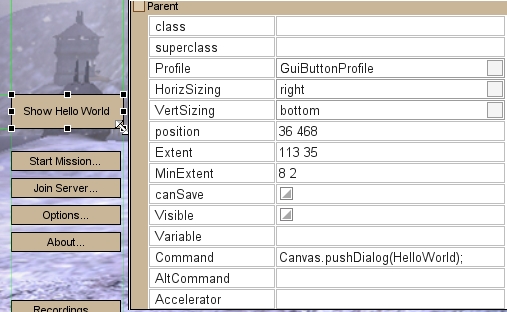 Parent
class
superclass
Profile GuiButtonProfile
HorizSizing right
VertSizing bottom
position 36 468
Extent 113 35
MinExtent 8 2
canSave
Visible
Variable
Command Canvas.pushDialog(HelloWorld);
AltCommand
Accelerator
Show Hello World
Start Mission...
Join Server...
Options...
About...
Recordings...